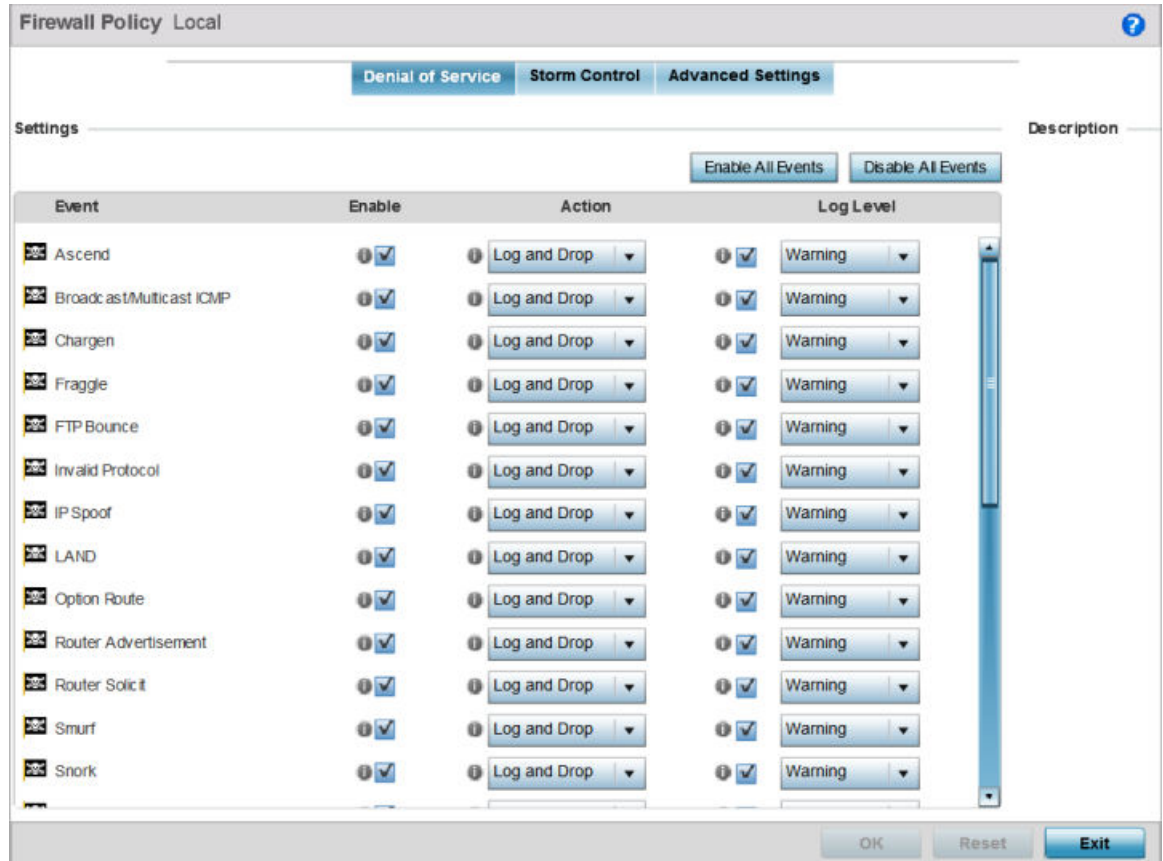 Firewall Policy Local ?
Denial of Service Storm Control Advanced Settings
Settings Description
Enable All Events Disable All Events
Event Enable Action Log Level
Ascend Log and Drop Warning
Broadcast/Multicast ICMP Log and Drop Warning
Chargen Log and Drop Warning
Fraggle Log and Drop Warning
FTP Bounce Log and Drop Warning
Invalid Protocol Log and Drop Warning
IP Spoof Log and Drop Warning
LAND Log and Drop Warning
Option Route Log and Drop Warning
Router Advertisement Log and Drop Warning
Router Solicit Log and Drop Warning
Smurf Log and Drop Warning
Snork Log and Drop Warning
OK Reset Exit